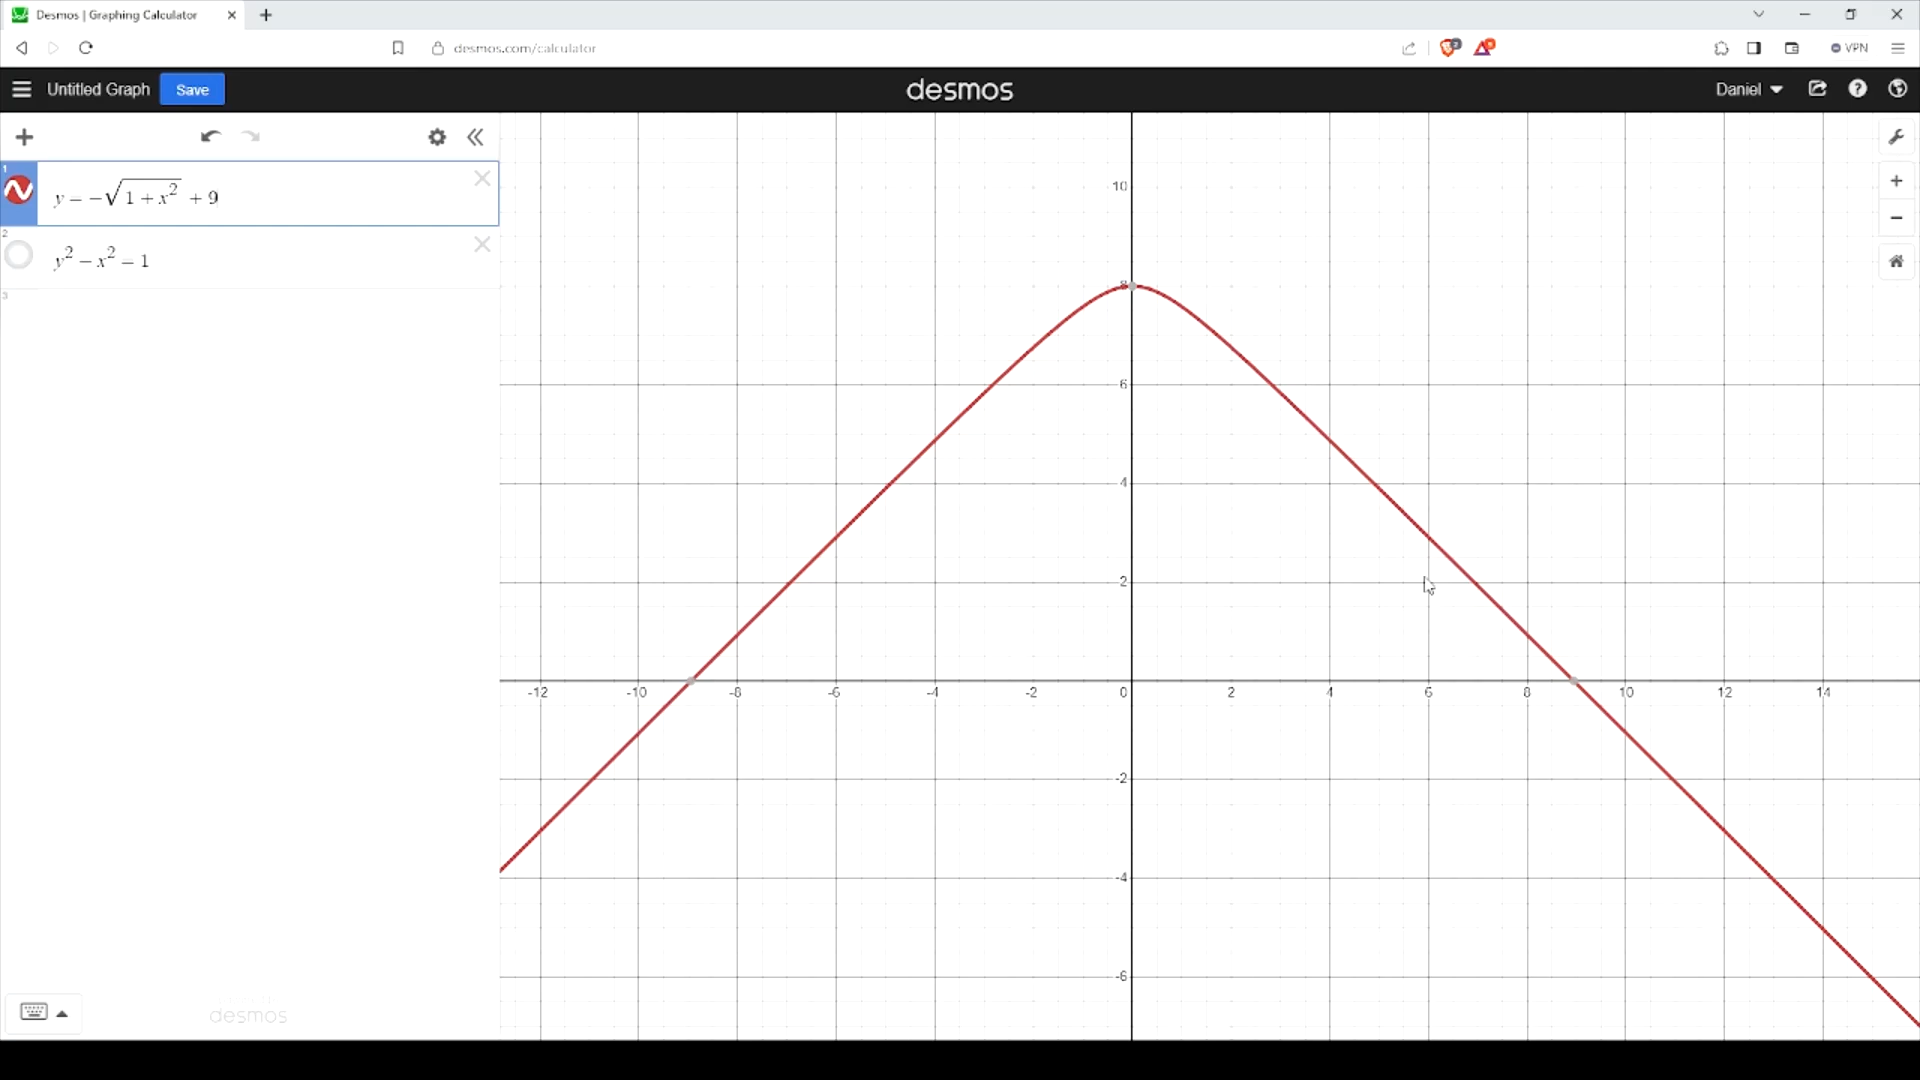 Desmos | Graphing Calculator
desmos.com/calculator
VPN
Untitled Graph
Save
desmos
Daniel
1
y = -√(1 + x²) + 9
2
y² - x² = 1
3
10
8
6
4
2
-12 -10 -8 -6 -4 -2 0 2 4 6 8 10 12 14
-2
-4
-6
desmos